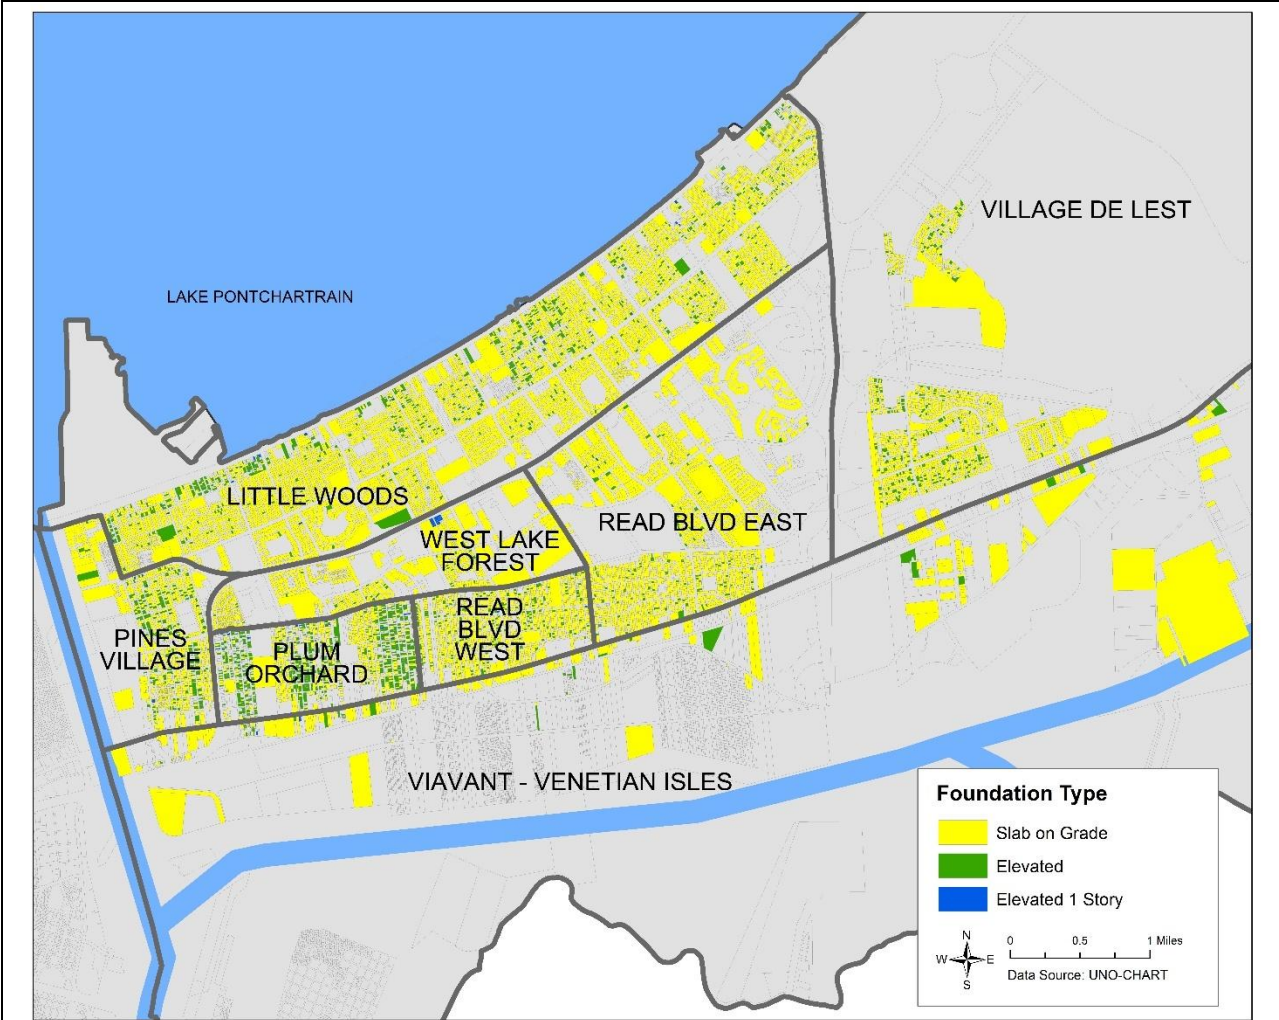 VILLAGE DE LEST
LAKE PONTCHARTRAIN
LITTLE WOODS
WEST LAKE
FOREST
READ BLVD EAST
READ
BLVD
WEST
PINES
VILLAGE
PLUM
ORCHARD
VIAVANT - VENETIAN ISLES
Foundation Type
Slab on Grade
Elevated
Elevated 1 Story
N
W E
S
0 0.5 1 Miles
Data Source: UNO-CHART